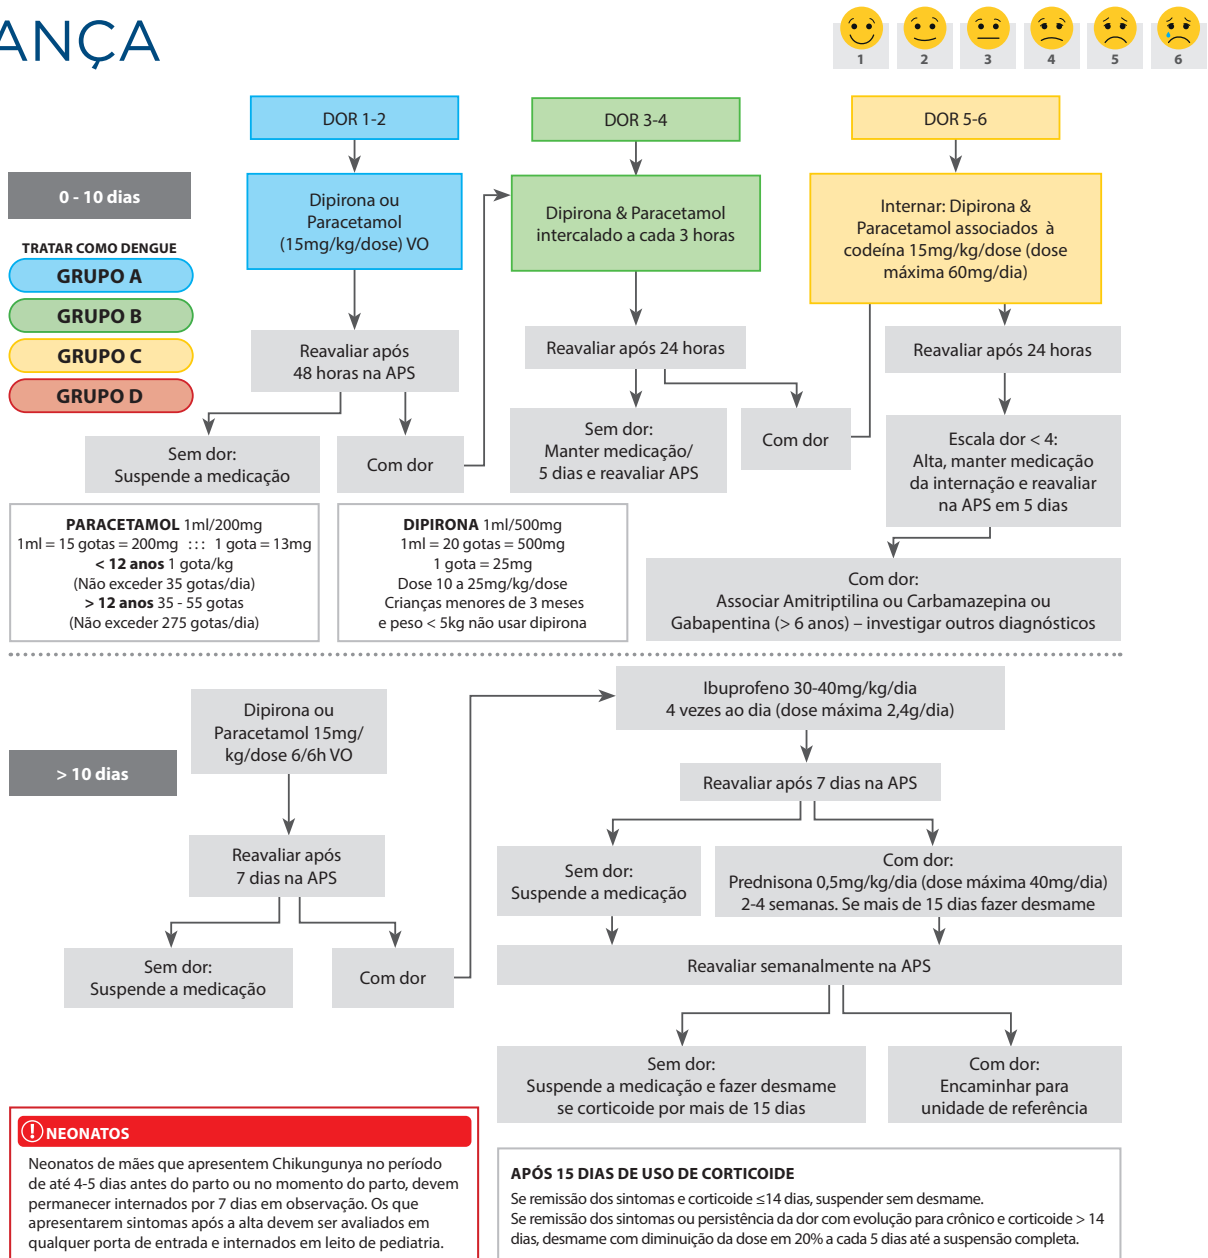 ANÇA
1 2 3 4 5 6
DOR 1-2
DOR 3-4
DOR 5-6
0 - 10 dias
TRATAR COMO DENGUE
GRUPO A
GRUPO B
GRUPO C
GRUPO D
Dipirona ou
Paracetamol
(15mg/kg/dose) VO
Dipirona & Paracetamol
intercalado a cada 3 horas
Internar: Dipirona &
Paracetamol associados à
codeína 15mg/kg/dose (dose
máxima 60mg/dia)
Reavaliar após
48 horas na APS
Reavaliar após 24 horas
Reavaliar após 24 horas
Sem dor:
Suspende a medicação
Com dor
Sem dor:
Manter medicação/
5 dias e reavaliar APS
Com dor
Escala dor < 4:
Alta, manter medicação
da internação e reavaliar
na APS em 5 dias
PARACETAMOL 1ml/200mg
1ml = 15 gotas = 200mg ::: 1 gota = 13mg
< 12 anos 1 gota/kg
(Não exceder 35 gotas/dia)
> 12 anos 35 - 55 gotas
(Não exceder 275 gotas/dia)
DIPIRONA 1ml/500mg
1ml = 20 gotas = 500mg
1 gota = 25mg
Dose 10 a 25mg/kg/dose
Crianças menores de 3 meses
e peso < 5kg não usar dipirona
Com dor:
Associar Amitriptilina ou Carbamazepina ou
Gabapentina (> 6 anos) – investigar outros diagnósticos
> 10 dias
Dipirona ou
Paracetamol 15mg/
kg/dose 6/6h VO
Reavaliar após
7 dias na APS
Sem dor:
Suspende a medicação
Com dor
Ibuprofeno 30-40mg/kg/dia
4 vezes ao dia (dose máxima 2,4g/dia)
Reavaliar após 7 dias na APS
Sem dor:
Suspende a medicação
Com dor:
Prednisona 0,5mg/kg/dia (dose máxima 40mg/dia)
2-4 semanas. Se mais de 15 dias fazer desmame
Reavaliar semanalmente na APS
Sem dor:
Suspende a medicação e fazer desmame
se corticoide por mais de 15 dias
Com dor:
Encaminhar para
unidade de referência
! NEONATOS
Neonatos de mães que apresentem Chikungunya no período
de até 4-5 dias antes do parto ou no momento do parto, devem
permanecer internados por 7 dias em observação. Os que
apresentarem sintomas após a alta devem ser avaliados em
qualquer porta de entrada e internados em leito de pediatria.
APÓS 15 DIAS DE USO DE CORTICOIDE
Se remissão dos sintomas e corticoide ≤14 dias, suspender sem desmame.
Se remissão dos sintomas ou persistência da dor com evolução para crônico e corticoide > 14
dias, desmame com diminuição da dose em 20% a cada 5 dias até a suspensão completa.